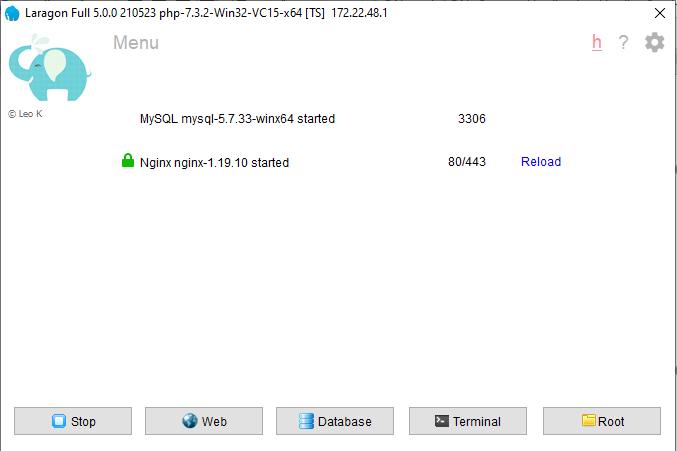 Laragon Full 5.0.0 210523 php-7.3.2-Win32-VC15-x64 [TS] 172.22.48.1
Menu h ?
© Leo K
MySQL mysql-5.7.33-winx64 started 3306
Nginx nginx-1.19.10 started 80/443 Reload
Stop Web Database Terminal Root